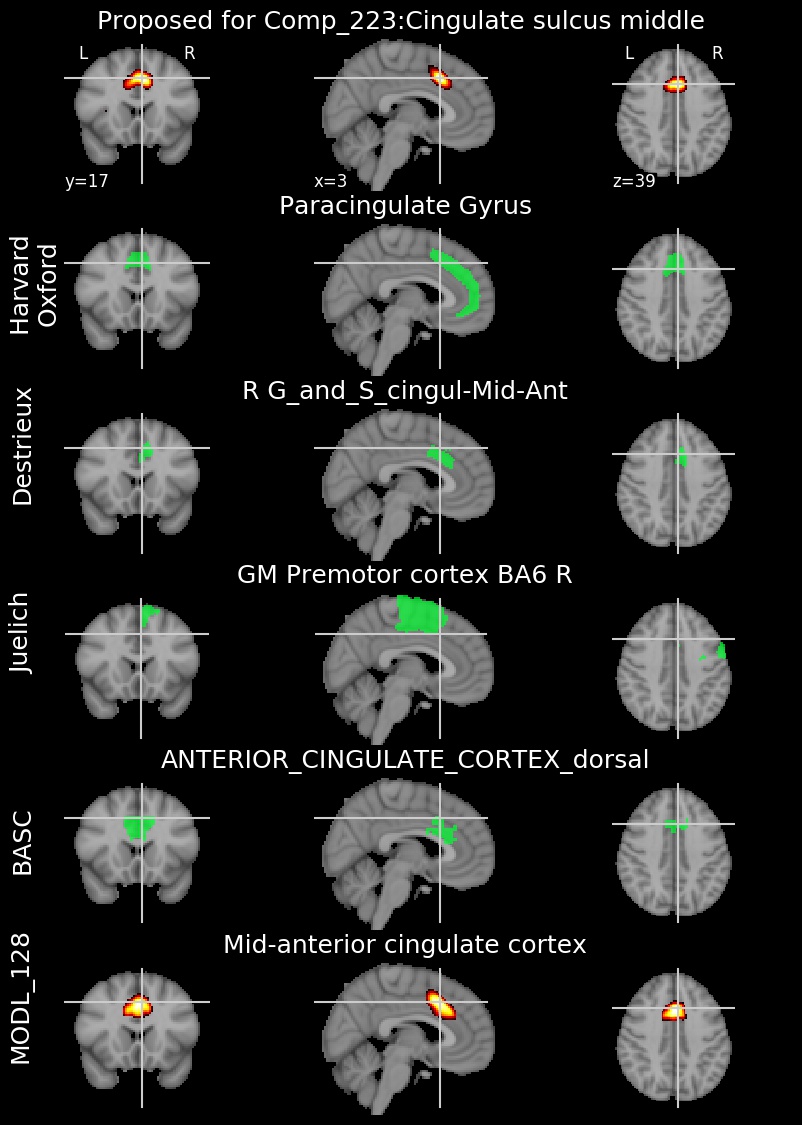 Proposed for Comp_223:Cingulate sulcus middle
L R L R
y=17 x=3 z=39
Paracingulate Gyrus
Harvard
Oxford
R G_and_S_cingul-Mid-Ant
Destrieux
GM Premotor cortex BA6 R
Juelich
ANTERIOR_CINGULATE_CORTEX_dorsal
BASC
Mid-anterior cingulate cortex
MODL_128